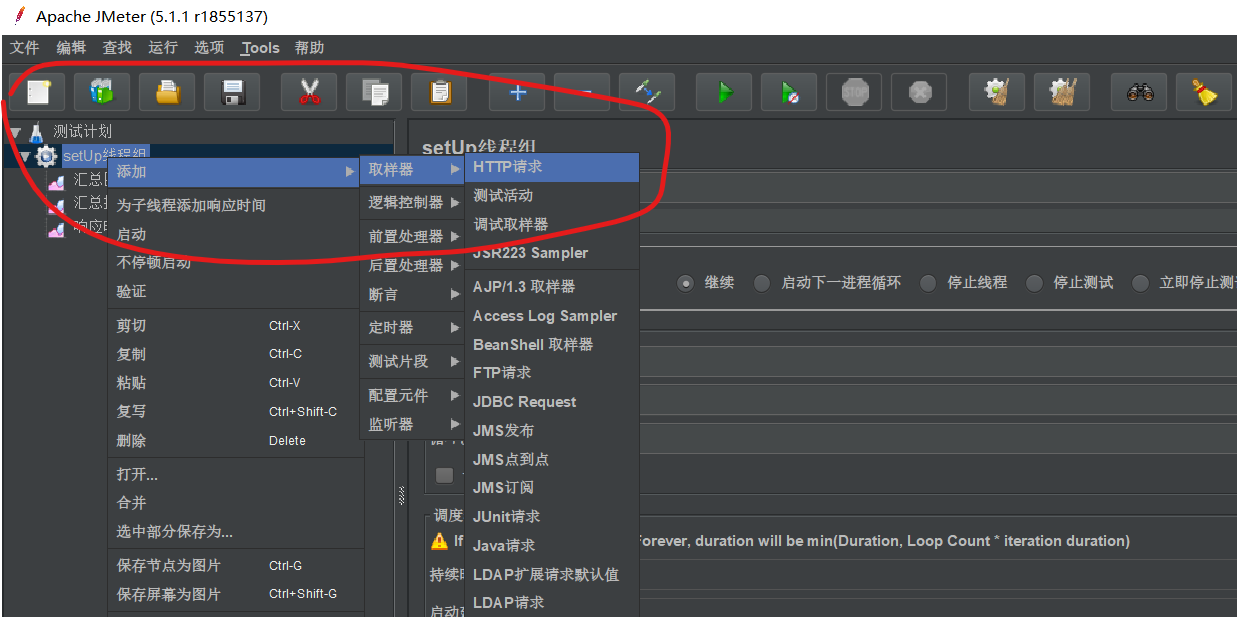 Apache JMeter (5.1.1 r1855137)
文件 编辑 查找 运行 选项 Tools 帮助
STOP
测试计划
setUp线程组
汇总
汇总
响应
setUp线程组
添加
为子线程添加响应时间
启动
不停顿启动
验证
剪切 Ctrl-X
复制 Ctrl-C
粘贴 Ctrl-V
复写 Ctrl+Shift-C
删除 Delete
打开...
合并
选中部分保存为...
保存节点为图片 Ctrl-G
保存屏幕为图片 Ctrl+Shift-G
取样器
逻辑控制器
前置处理器
后置处理器
断言
定时器
测试片段
配置元件
监听器
HTTP请求
测试活动
调试取样器
JSR223 Sampler
AJP/1.3 取样器
Access Log Sampler
BeanShell 取样器
FTP请求
JDBC Request
JMS发布
JMS点到点
JMS订阅
JUnit请求
Java请求
LDAP扩展请求默认值
LDAP请求
继续 启动下一进程循环 停止线程 停止测试 立即停止测
调度
If Forever, duration will be min(Duration, Loop Count * iteration duration)
持续
启动